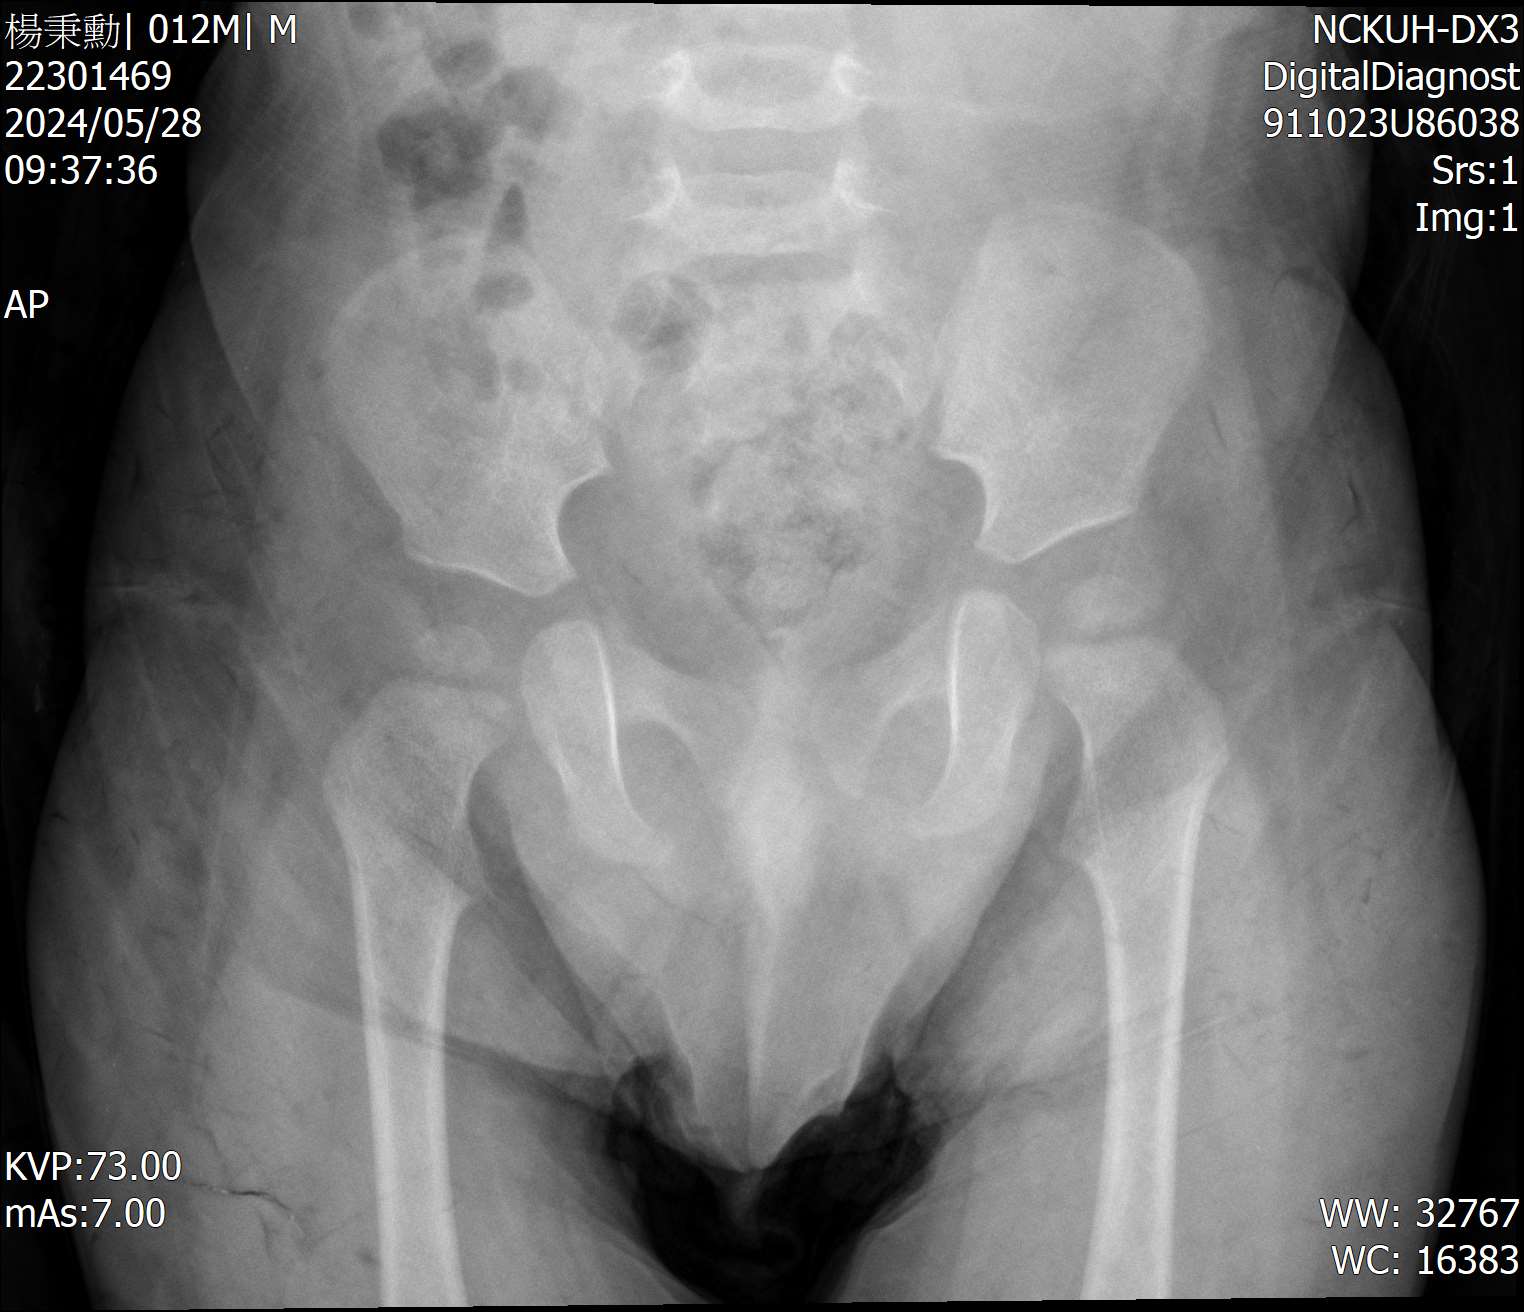 楊秉勳| 012M| M
22301469
2024/05/28
09:37:36
AP
NCKUH-DX3
DigitalDiagnost
911023U86038
Srs:1
Img:1
KVP:73.00
mAs:7.00
WW: 32767
WC: 16383